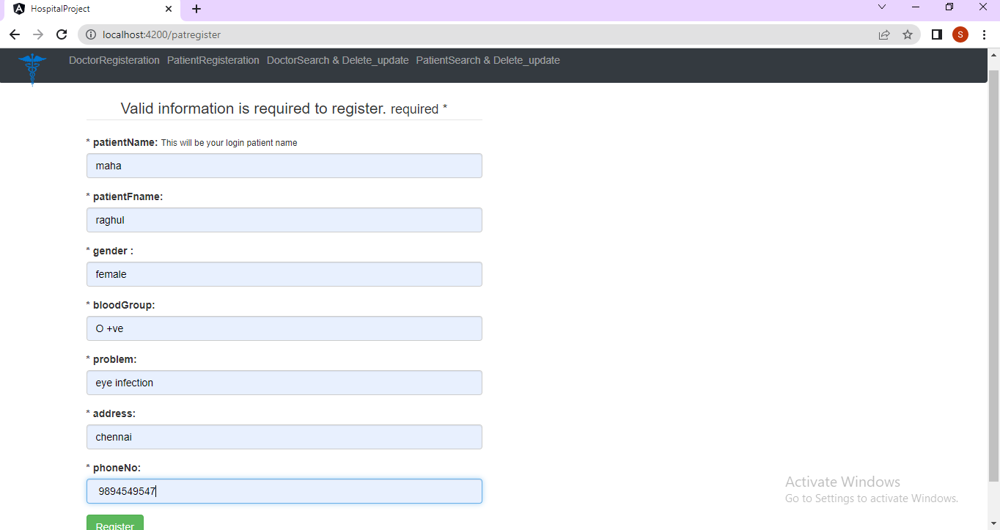 HospitalProject
localhost:4200/patregister
S
DoctorRegisteration PatientRegisteration DoctorSearch & Delete_update PatientSearch & Delete_update
Valid information is required to register. required *
* patientName: This will be your login patient name
maha
* patientFname:
raghul
* gender :
female
* bloodGroup:
O +ve
* problem:
eye infection
* address:
chennai
* phoneNo:
9894549547
Register
Activate Windows
Go to Settings to activate Windows.